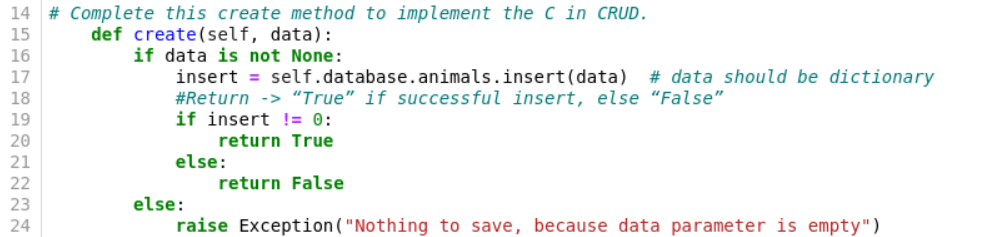 14 # Complete this create method to implement the C in CRUD.
15     def create(self, data):
16         if data is not None:
17             insert = self.database.animals.insert(data)  # data should be dictionary
18             #Return -> “True” if successful insert, else “False”
19             if insert != 0:
20                 return True
21             else:
22                 return False
23         else:
24             raise Exception("Nothing to save, because data parameter is empty")